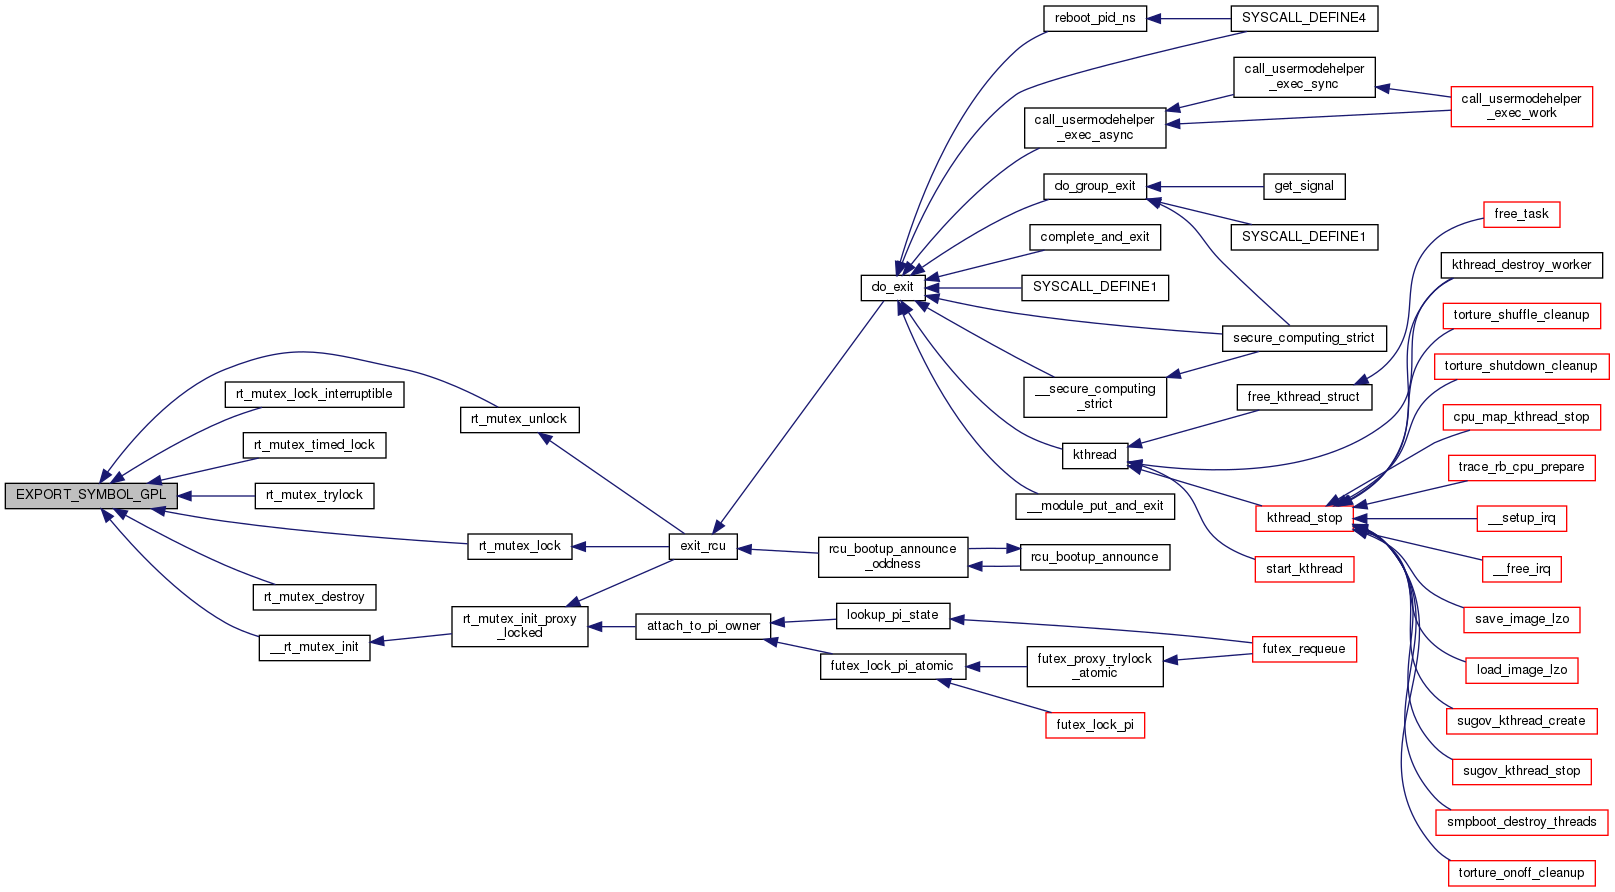 reboot_pid_ns
SYSCALL_DEFINE4
call_usermodehelper
_exec_sync
call_usermodehelper
_exec_work
call_usermodehelper
_exec_async
do_group_exit
get_signal
free_task
complete_and_exit
SYSCALL_DEFINE1
kthread_destroy_worker
do_exit
SYSCALL_DEFINE1
torture_shuffle_cleanup
secure_computing_strict
torture_shutdown_cleanup
__secure_computing
_strict
free_kthread_struct
rt_mutex_lock_interruptible
rt_mutex_unlock
cpu_map_kthread_stop
rt_mutex_timed_lock
kthread
trace_rb_cpu_prepare
EXPORT_SYMBOL_GPL
rt_mutex_trylock
__module_put_and_exit
kthread_stop
__setup_irq
rt_mutex_lock
exit_rcu
rcu_bootup_announce
_oddness
rcu_bootup_announce
start_kthread
__free_irq
rt_mutex_destroy
rt_mutex_init_proxy
_locked
attach_to_pi_owner
lookup_pi_state
save_image_lzo
__rt_mutex_init
futex_lock_pi_atomic
futex_proxy_trylock
_atomic
futex_requeue
load_image_lzo
futex_lock_pi
sugov_kthread_create
sugov_kthread_stop
smpboot_destroy_threads
torture_onoff_cleanup